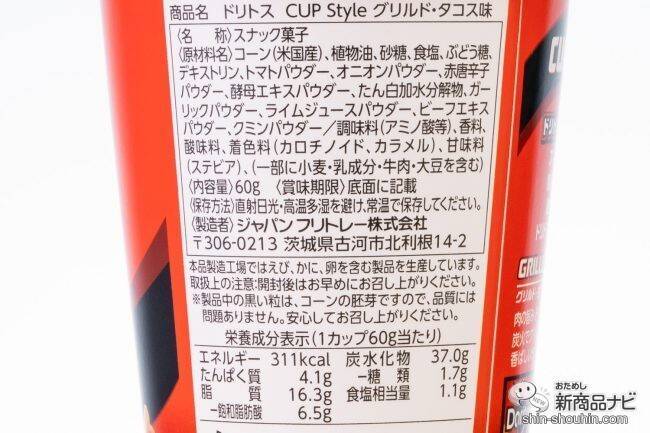 商品名 ドリトス CUP Style グリルド・タコス味
〈名 称〉スナック菓子
〈原材料名〉コーン(米国産)、植物油、砂糖、食塩、ぶどう糖、
デキストリン、トマトパウダー、オニオンパウダー、赤唐辛子
パウダー、酵母エキスパウダー、たん白加水分解物、ガー
リックパウダー、ライムジュースパウダー、ビーフエキス
パウダー、クミンパウダー／調味料(アミノ酸等)、香料、
酸味料、着色料(カロチノイド、カラメル)、甘味料
(ステビア)、(一部に小麦・乳成分・牛肉・大豆を含む)
〈内容量〉60g 〈賞味期限〉底面に記載
〈保存方法〉直射日光・高温多湿を避け、常温で保存してください。
〈製造者〉ジャパン フリトレー株式会社
〒306-0213 茨城県古河市北利根14-2
本品製造工場ではえび、かに、卵を含む製品を生産しています。
取扱上の注意:開封後はお早めにお召し上がりください。
※製品中の黒い粒は、コーンの胚芽ですので、品質には
問題ありません。安心してお召し上がりください。
栄養成分表示(1カップ60g当たり)
エネルギー 311kcal 炭水化物 37.0g
たんぱく質 4.1g −糖類 1.7g
脂質 16.3g 食塩相当量 1.1g
−飽和脂肪酸 6.5g
CU
GRILL
おためし
新商品ナビ
shin-shouhin.com